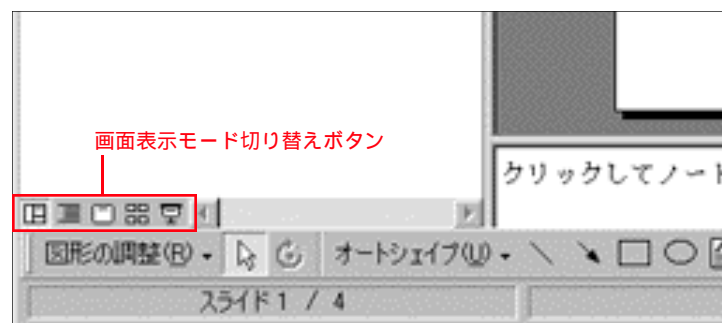 画面表示モード切り替えボタン
クリックしてノート
図形の調整(R)
オートシェイプ(U)
スライド 1 / 4